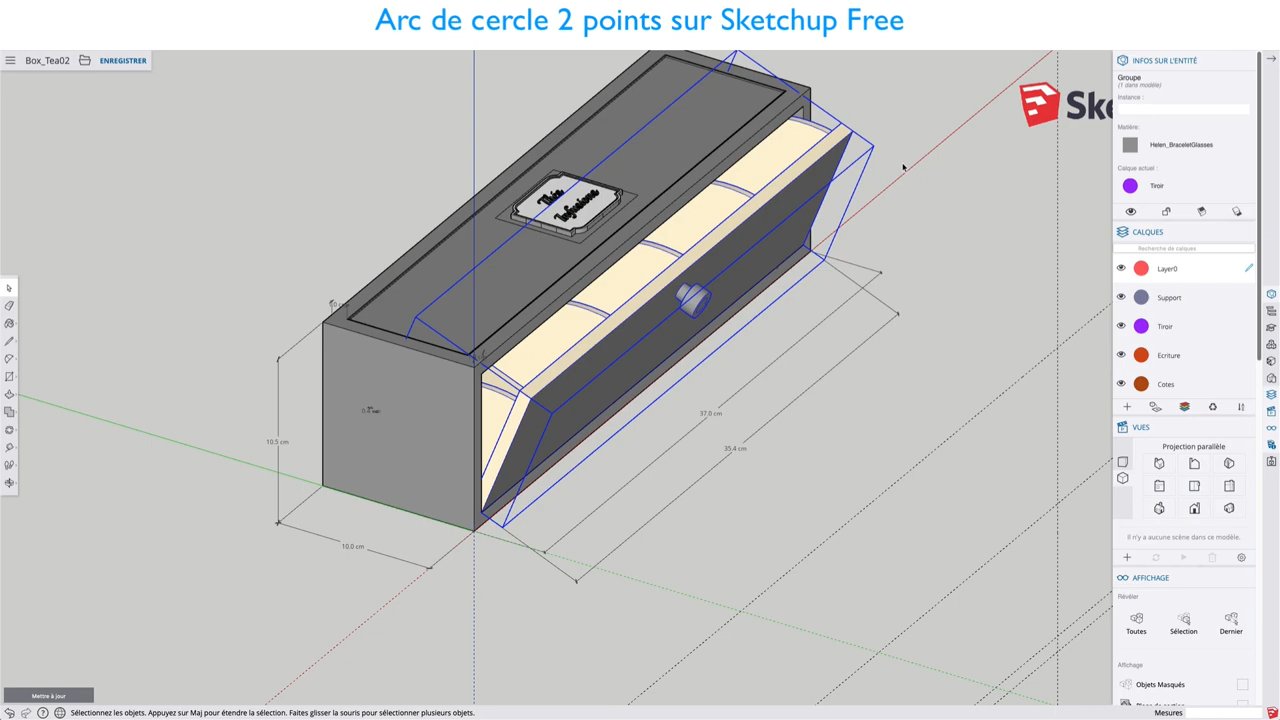 Arc de cercle 2 points sur Sketchup Free
Box_Tea02
ENREGISTRER
Ske
Thés
Infusions
10.5 cm
10.0 cm
37.0 cm
35.4 cm
INFOS SUR L'ENTITÉ
Groupe
(1 dans modèle)
Instance :
Matière:
Helen_BraceletGlasses
Calque actuel :
Tiroir
CALQUES
Recherche de calques
Layer0
Support
Tiroir
Ecriture
Cotes
VUES
Projection parallèle
Il n'y a aucune scène dans ce modèle.
AFFICHAGE
Révéler
Toutes
Sélection
Dernier
Affichage
Objets Masqués
Mettre à jour
Sélectionnez les objets. Appuyez sur Maj pour étendre la sélection. Faites glisser la souris pour sélectionner plusieurs objets.
Mesures